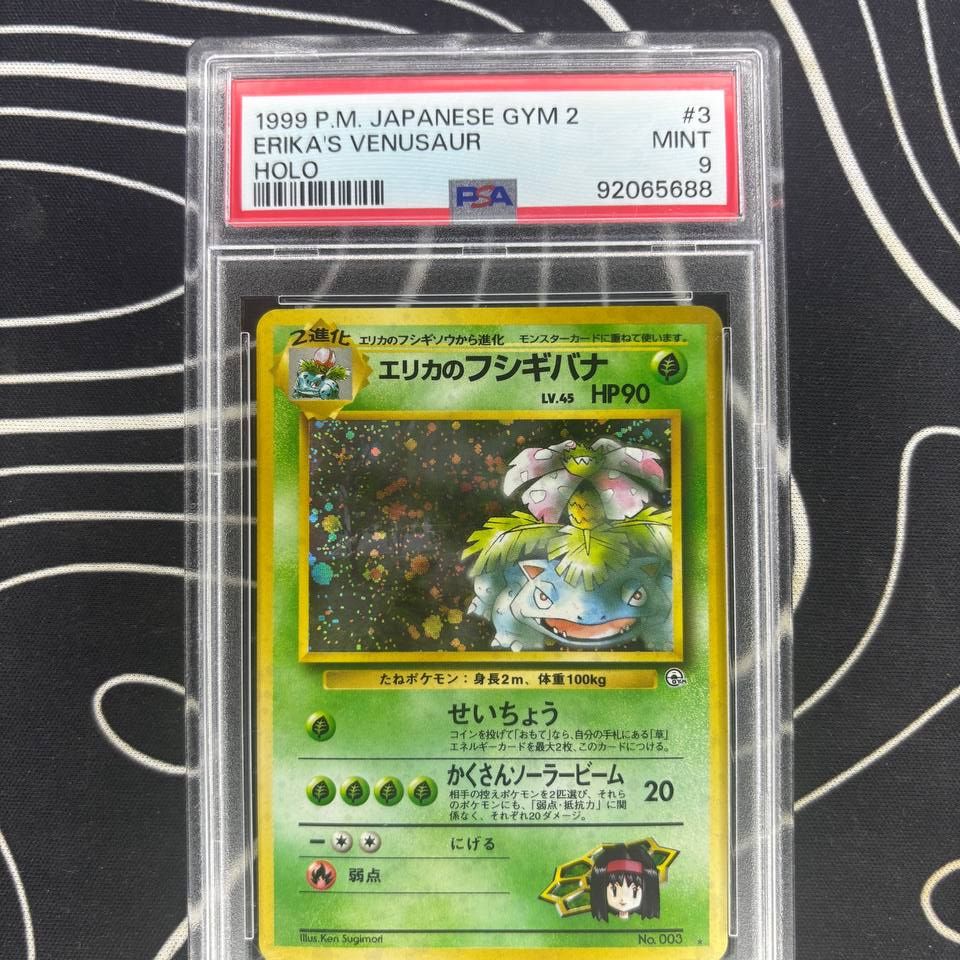 1999 P.M. JAPANESE GYM 2 #3
ERIKA'S VENUSAUR MINT
HOLO 9
PSA 92065688
2進化 エリカのフシギソウから進化 モンスターカードに重ねて使います。
エリカのフシギバナ
LV.45 HP90
たねポケモン：身長2m、体重100kg
GYM
せいちょう
コインを投げて「おもて」なら、自分の手札にある「草」
エネルギーカードを最大2枚、このカードにつける。
かくさんソーラービーム 20
相手の控えポケモンを2匹選び、それら
のポケモンにも、「弱点・抵抗力」に関
係なく、それぞれ20ダメージ。
にげる
弱点
Illus. Ken Sugimori No. 003